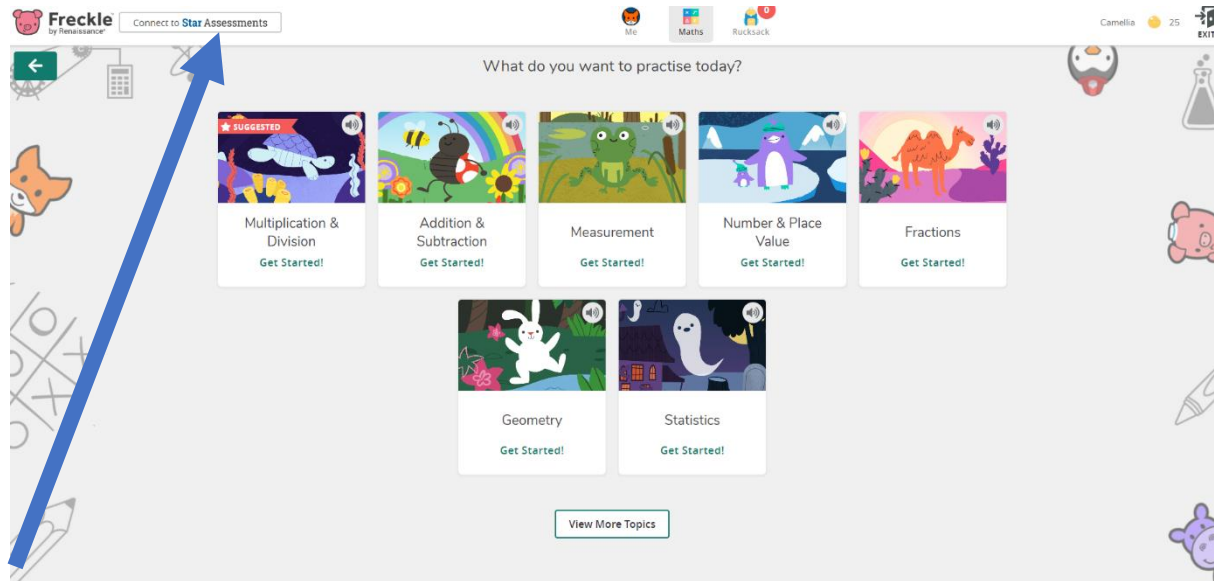 Freckle
by Renaissance®
Connect to Star Assessments
Me
Maths
0
Rucksack
Camellia
25
EXIT
What do you want to practise today?
SUGGESTED
Multiplication &
Division
Get Started!
Addition &
Subtraction
Get Started!
Measurement
Get Started!
Number & Place
Value
Get Started!
Fractions
Get Started!
Geometry
Get Started!
Statistics
Get Started!
View More Topics